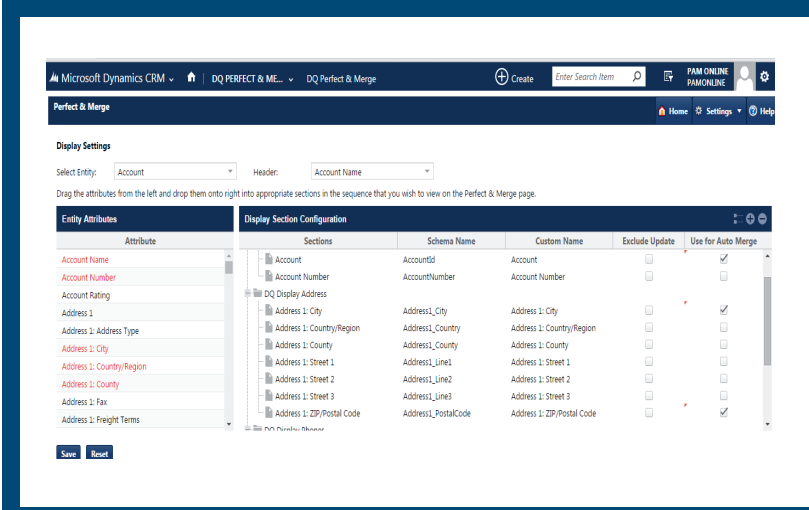 Microsoft Dynamics CRM DQ PERFECT & ME... DQ Perfect & Merge Create Enter Search Item PAM ONLINE
PAMONLINE
Perfect & Merge Home Settings Help
Display Settings
Select Entity: Account Header: Account Name
Drag the attributes from the left and drop them onto right into appropriate sections in the sequence that you wish to view on the Perfect & Merge page.
Entity Attributes Display Section Configuration
Attribute Sections Schema Name Custom Name Exclude Update Use for Auto Merge
Account Name Account AccountId Account
Account Number Account Number AccountNumber Account Number
Account Rating DQ Display Address
Address 1 Address 1: City Address1_City Address 1: City
Address 1: Address Type Address 1: Country/Region Address1_Country Address 1: Country/Region
Address 1: City Address 1: County Address1_County Address 1: County
Address 1: Country/Region Address 1: Street 1 Address1_Line1 Address 1: Street 1
Address 1: County Address 1: Street 2 Address1_Line2 Address 1: Street 2
Address 1: Fax Address 1: Street 3 Address1_Line3 Address 1: Street 3
Address 1: Freight Terms Address 1: ZIP/Postal Code Address1_PostalCode Address 1: ZIP/Postal Code
DQ Display Phones
Save Reset